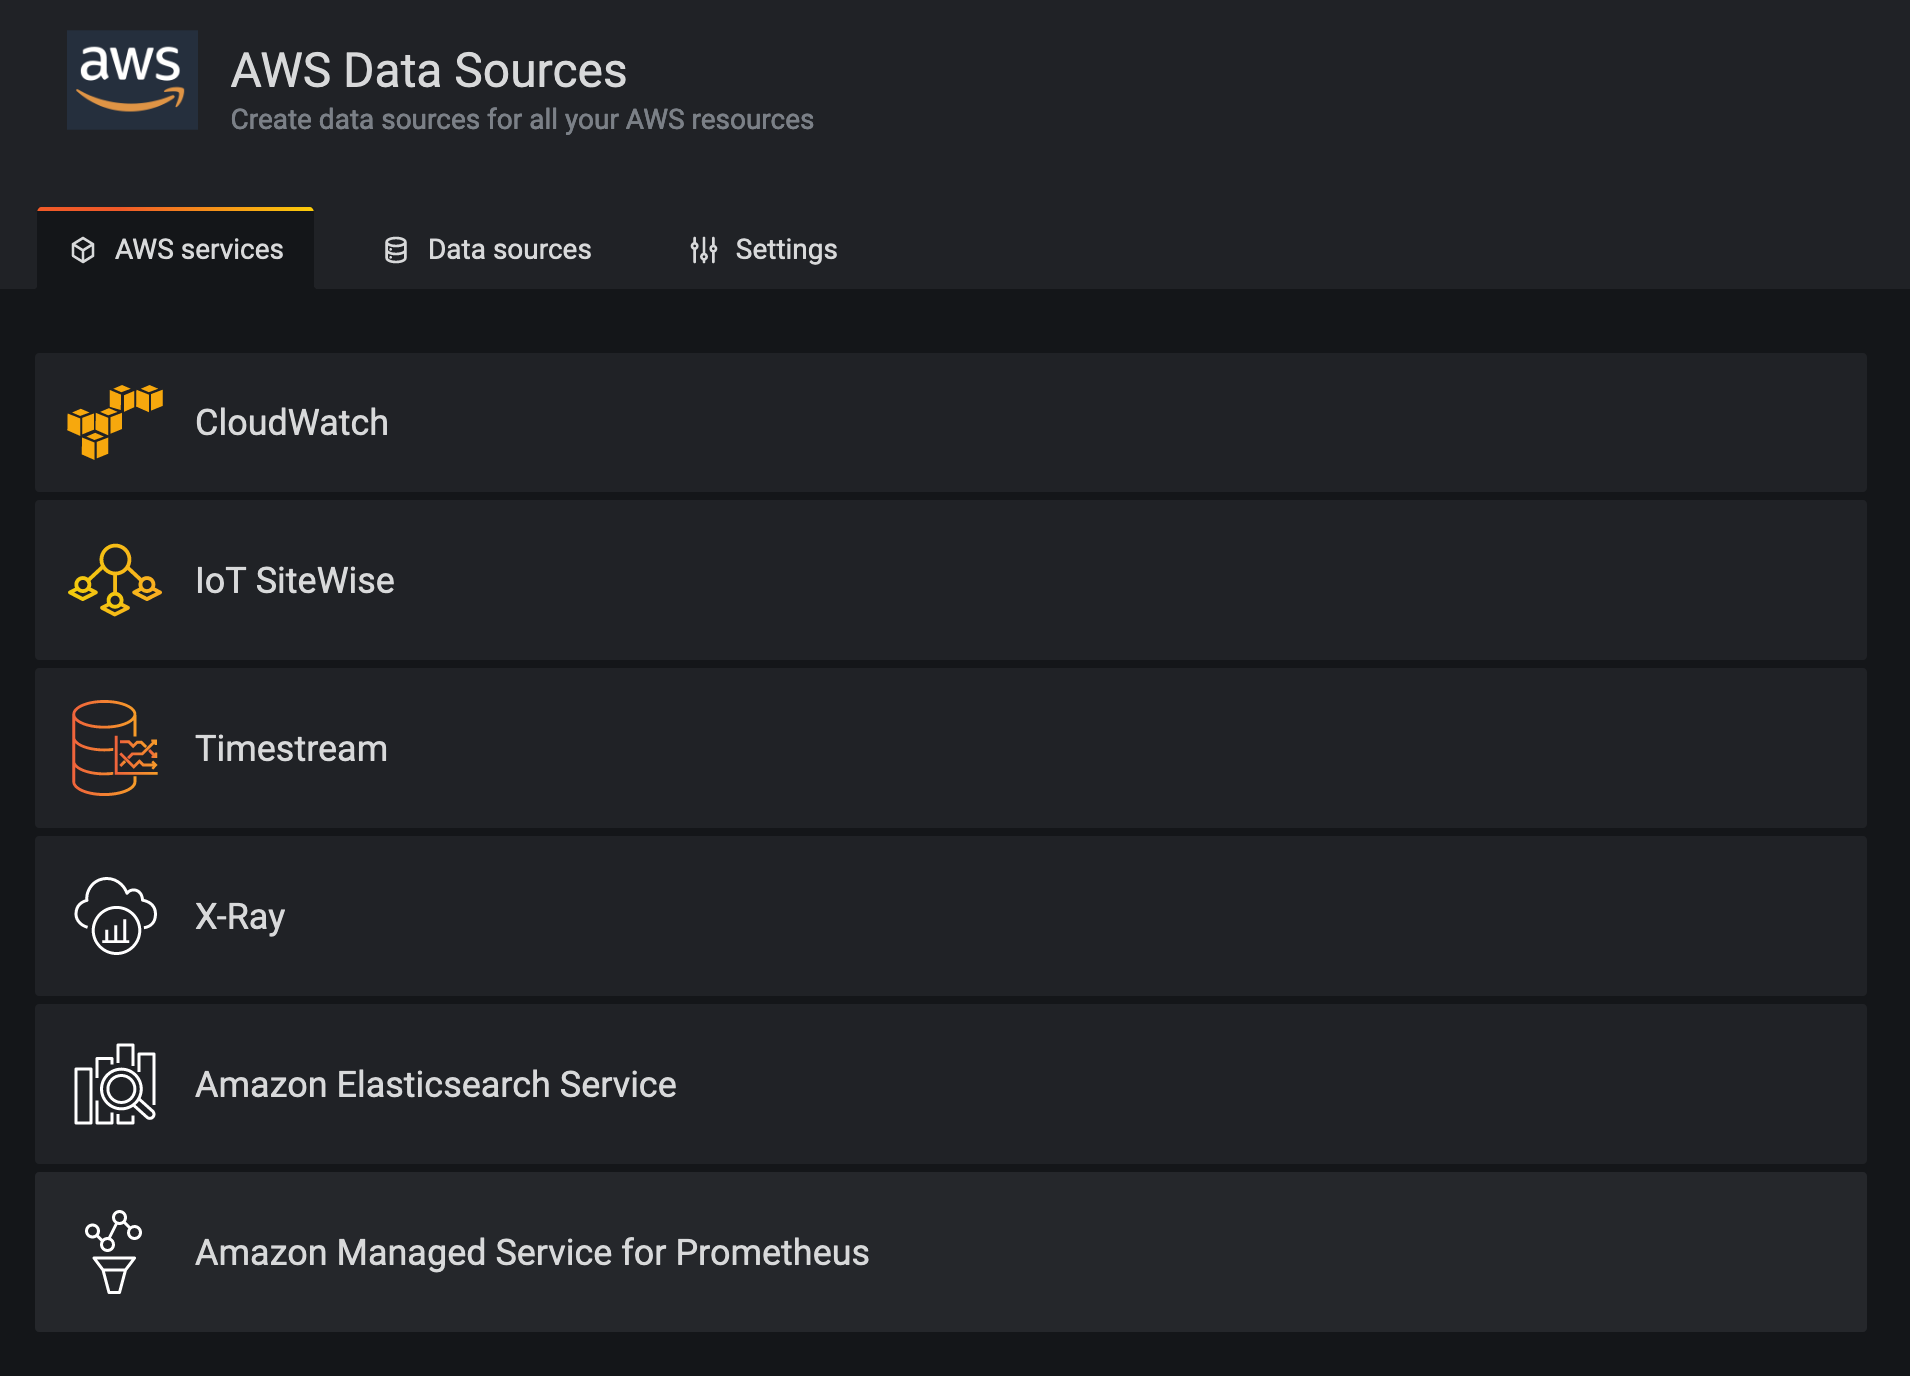 aws
AWS Data Sources
Create data sources for all your AWS resources
AWS services
Data sources
Settings
CloudWatch
IoT SiteWise
Timestream
X-Ray
Amazon Elasticsearch Service
Amazon Managed Service for Prometheus